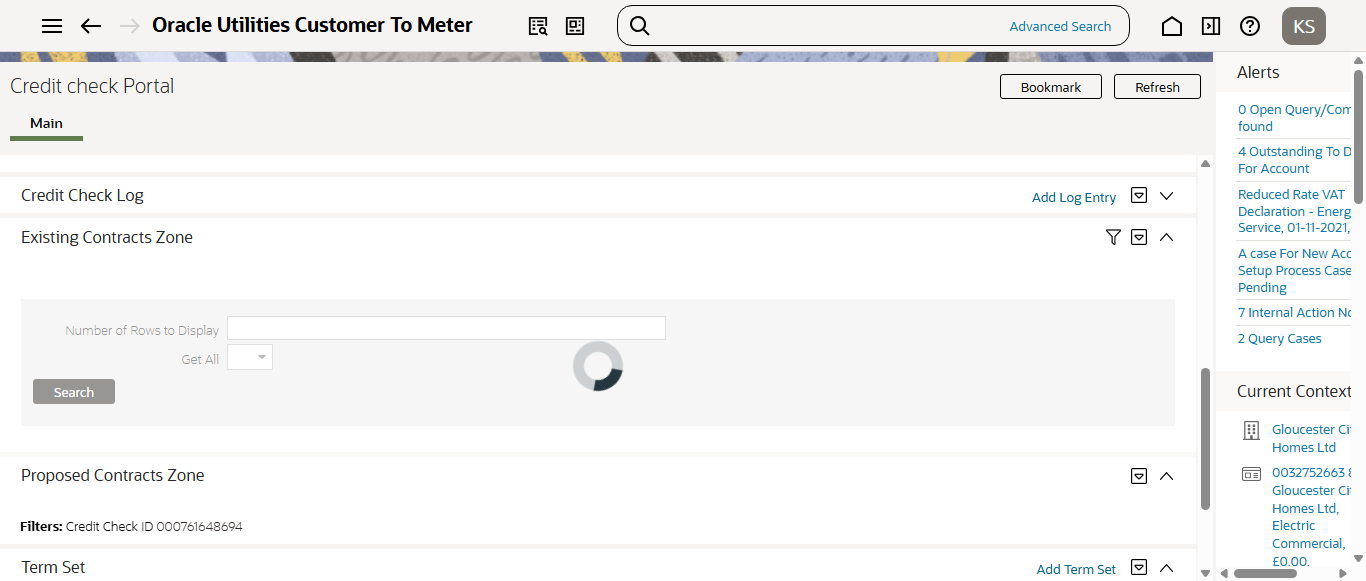 Oracle Utilities Customer To Meter
Advanced Search
KS
Credit check Portal
Bookmark
Refresh
Main
Credit Check Log
Add Log Entry
Existing Contracts Zone
Number of Rows to Display
Get All
Search
Proposed Contracts Zone
Filters: Credit Check ID 000761648694
Term Set
Add Term Set
Alerts
0 Open Query/Com
found
4 Outstanding To D
For Account
Reduced Rate VAT
Declaration - Energ
Service, 01-11-2021,
A case For New Acc
Setup Process Case
Pending
7 Internal Action No
2 Query Cases
Current Context
Gloucester Cit
Homes Ltd
0032752663 8
Gloucester Cit
Homes Ltd,
Electric
Commercial,
£0.00,